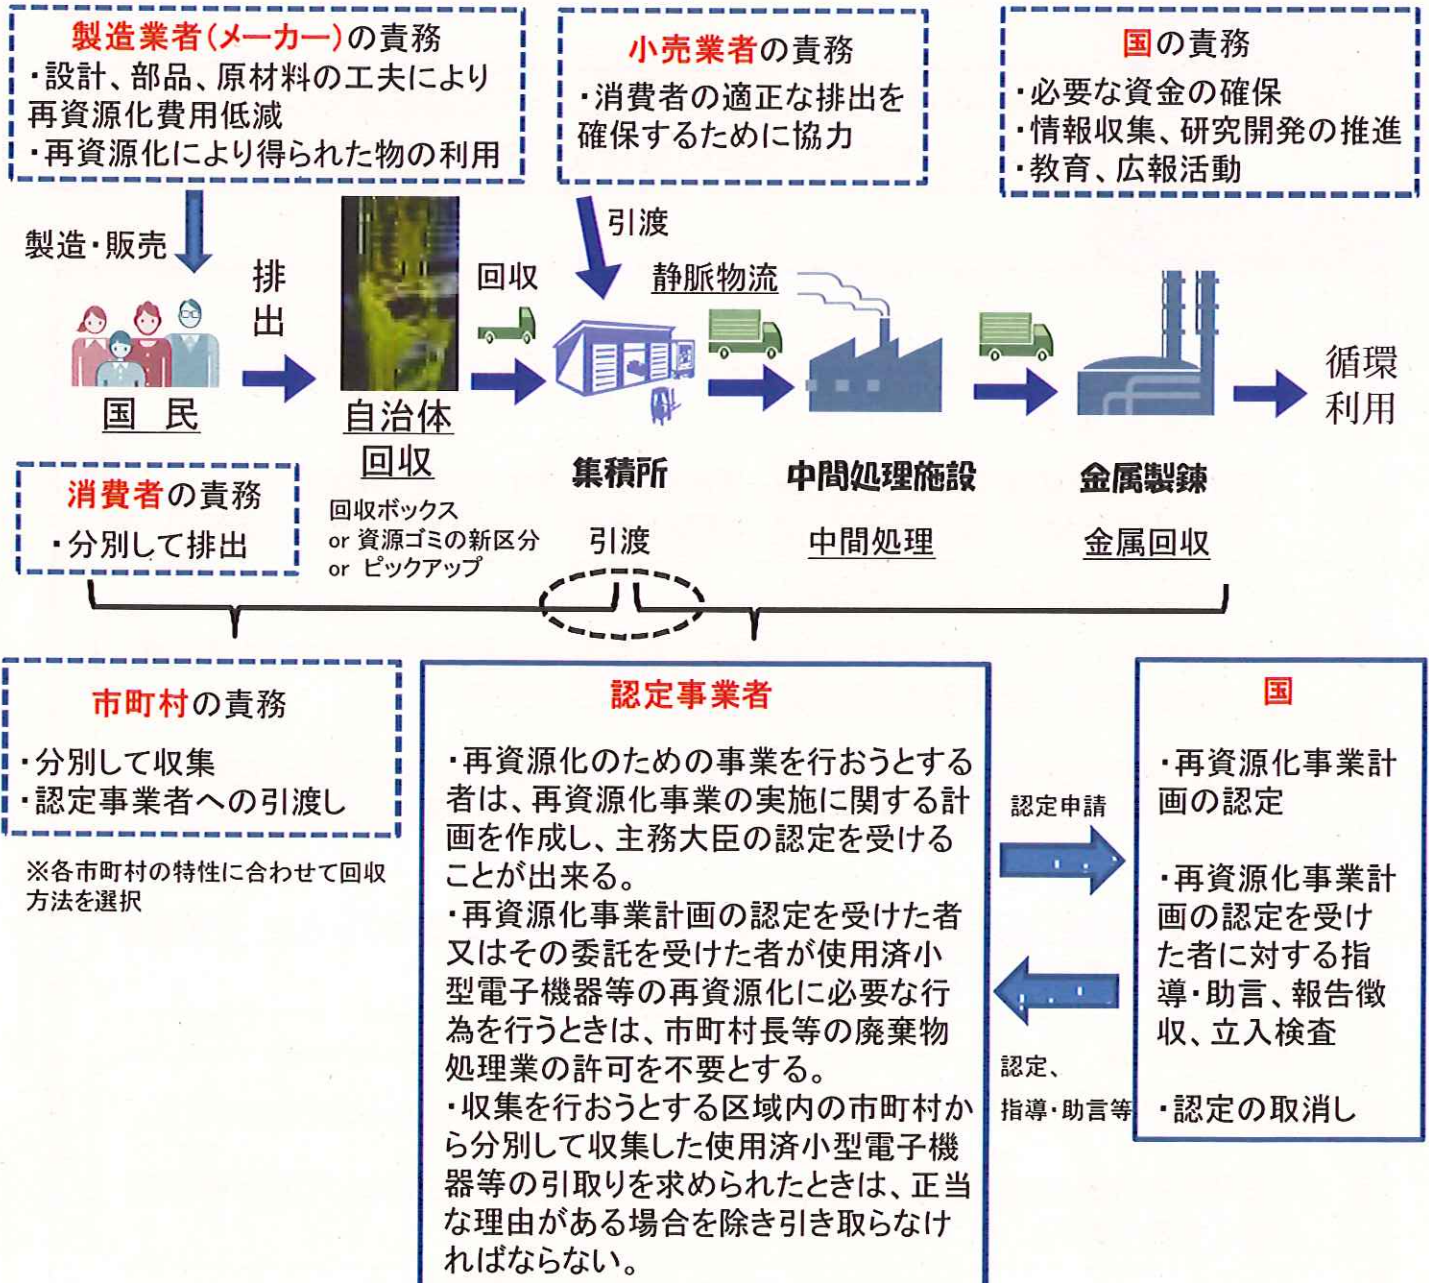 製造業者(メーカー)の責務
・設計、部品、原材料の工夫により
再資源化費用低減
・再資源化により得られた物の利用
小売業者の責務
・消費者の適正な排出を
確保するために協力
国の責務
・必要な資金の確保
・情報収集、研究開発の推進
・教育、広報活動
製造・販売
排
出
回収
引渡
静脈物流
国 民
自治体
回収
集積所
中間処理施設
金属製錬
循環
利用
消費者の責務
・分別して排出
回収ボックス
or 資源ゴミの新区分
or ピックアップ
引渡
中間処理
金属回収
市町村の責務
・分別して収集
・認定事業者への引渡し
※各市町村の特性に合わせて回収
方法を選択
認定事業者
・再資源化のための事業を行おうとする
者は、再資源化事業の実施に関する計
画を作成し、主務大臣の認定を受ける
ことが出来る。
・再資源化事業計画の認定を受けた者
又はその委託を受けた者が使用済小
型電子機器等の再資源化に必要な行
為を行うときは、市町村長等の廃棄物
処理業の許可を不要とする。
・収集を行おうとする区域内の市町村か
ら分別して収集した使用済小型電子機
器等の引取りを求められたときは、正当
な理由がある場合を除き引き取らなけ
ればならない。
認定申請
認定、
指導・助言等
国
・再資源化事業計
画の認定
・再資源化事業計
画の認定を受け
た者に対する指
導・助言、報告徴
収、立入検査
・認定の取消し